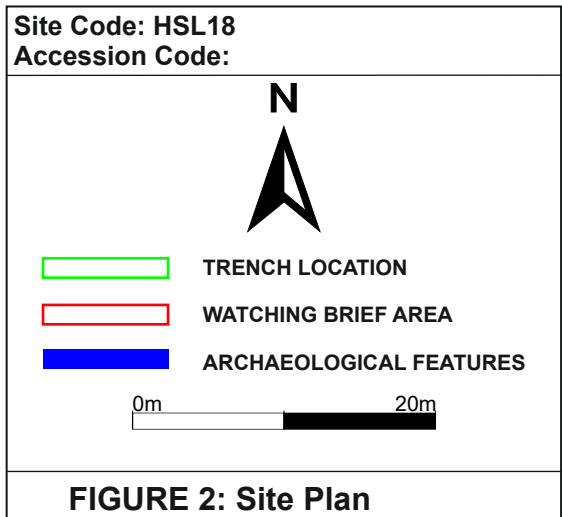 Site Code: HSL18
Accession Code:
N
TRENCH LOCATION
WATCHING BRIEF AREA
ARCHAEOLOGICAL FEATURES
0m 20m
FIGURE 2: Site Plan